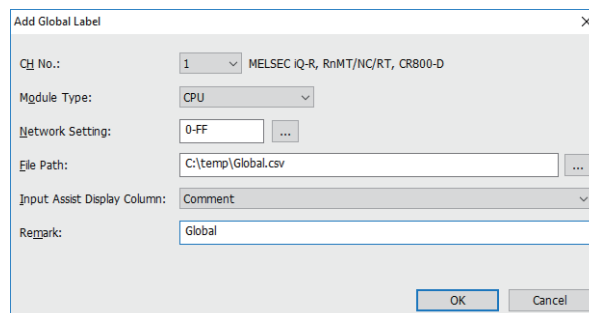 Add Global Label
CH No.: 1 MELSEC iQ-R, RnMT/NC/RT, CR800-D
Module Type: CPU
Network Setting: 0-FF ...
File Path: C:\temp\Global.csv ...
Input Assist Display Column: Comment
Remark: Global
OK Cancel